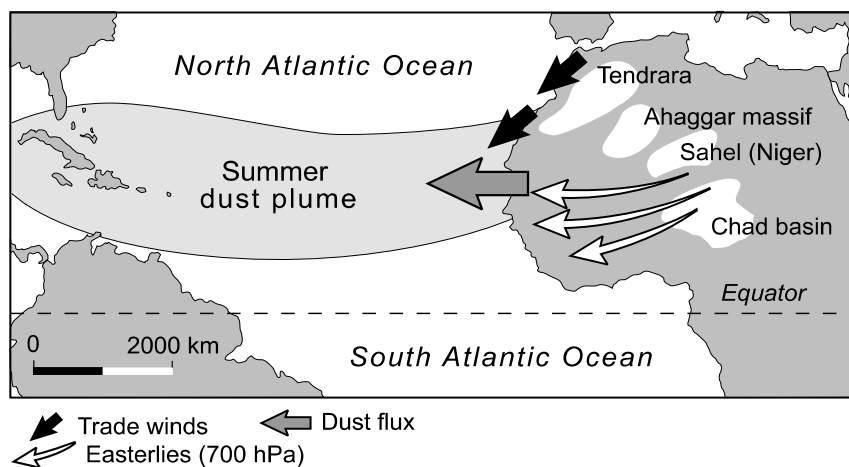 North Atlantic Ocean
Tendrara
Ahaggar massif
Sahel (Niger)
Summer
dust plume
Chad basin
Equator
0 2000 km
South Atlantic Ocean
Trade winds
Dust flux
Easterlies (700 hPa)